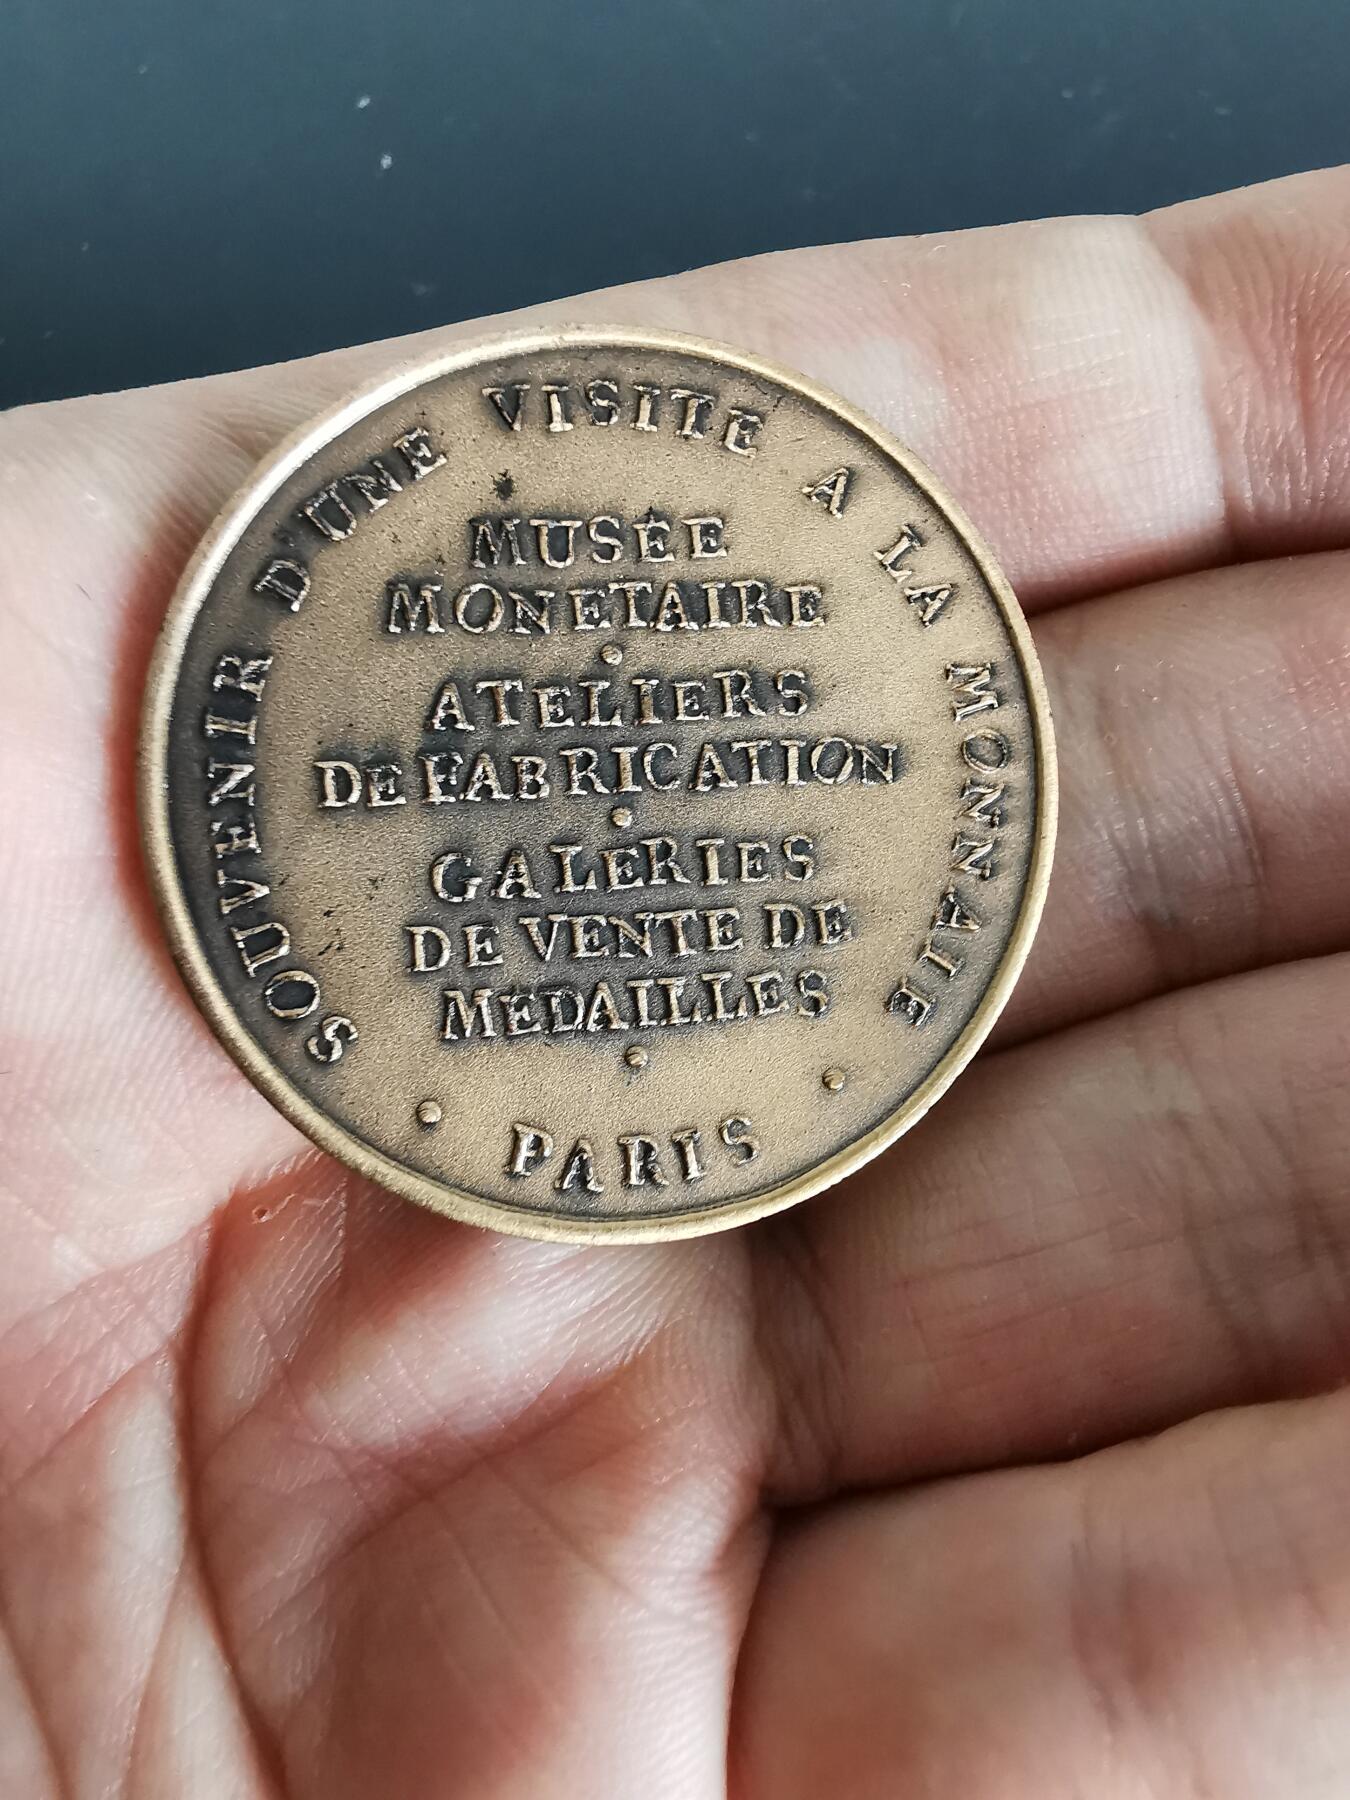 SOUVENIR D'UNE VISITE A LA MONNAIE
MUSÉE
MONETAIRE
ATELIERS
DE FABRICATION
GALERIES
DE VENTE DE
MEDAILLES
PARIS